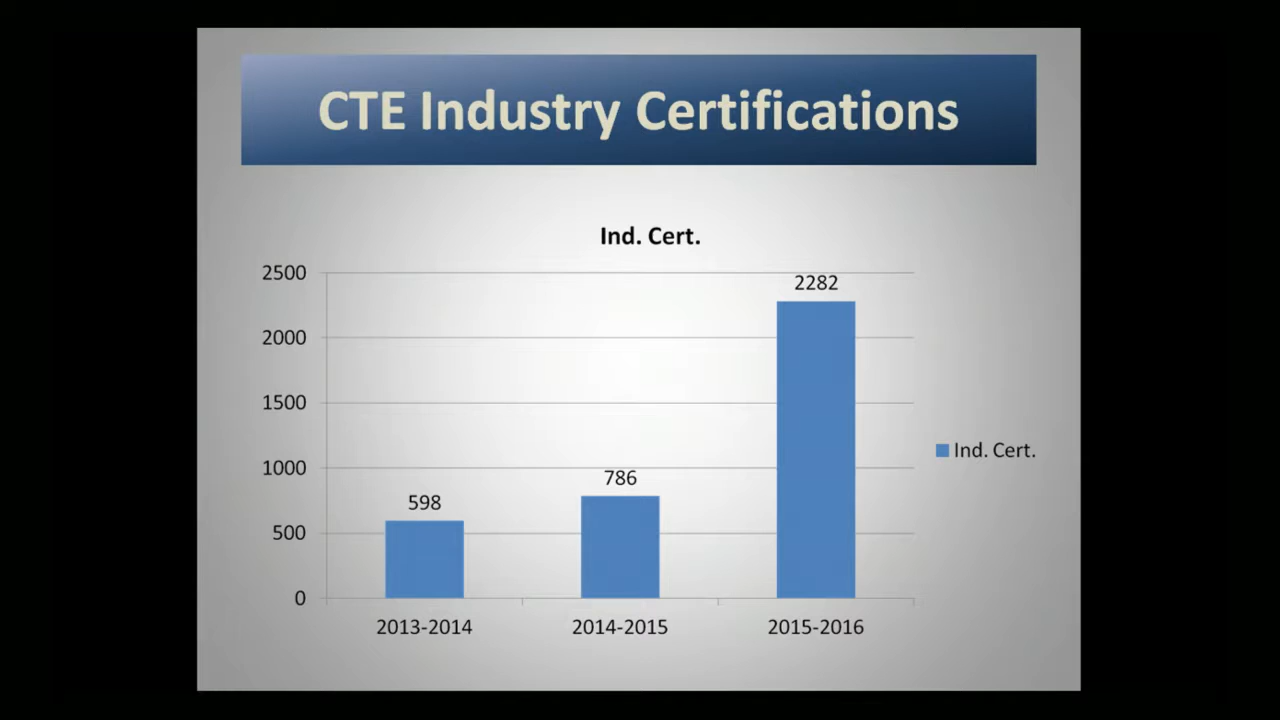 CTE Industry Certifications
Ind. Cert.
2500
2282
2000
1500
1000
786
598
500
0
Ind. Cert.
2013-2014 2014-2015 2015-2016